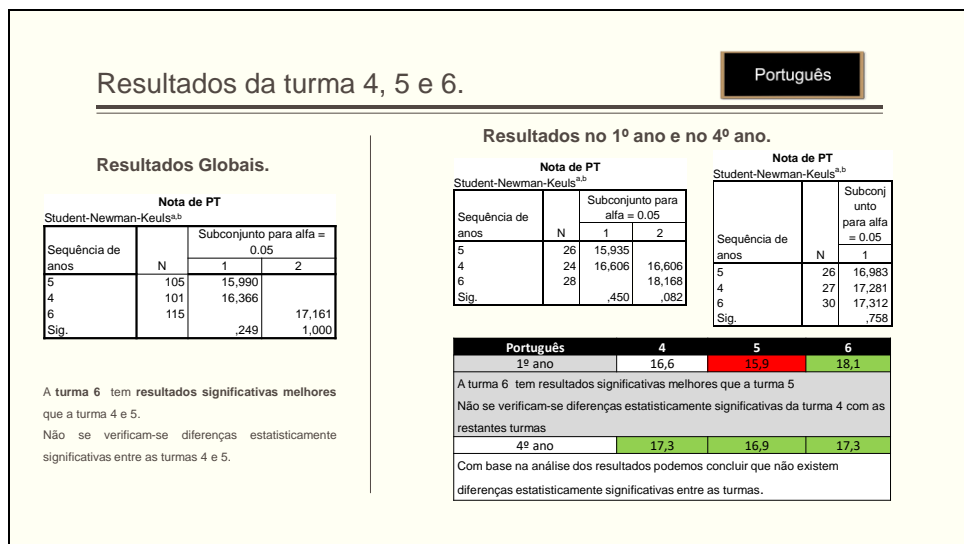 Resultados da turma 4, 5 e 6.
Português
Resultados Globais.
Nota de PT
Student-Newman-Keulsa,b
Sequência de anos N Subconjunto para alfa = 0.05
1 2
5 105 15,990
4 101 16,366
6 115 17,161
Sig. ,249 1,000
A turma 6 tem resultados significativas melhores
que a turma 4 e 5.
Não se verificam-se diferenças estatisticamente
significativas entre as turmas 4 e 5.
Resultados no 1º ano e no 4º ano.
Nota de PT
Student-Newman-Keulsa,b
Sequência de anos N Subconjunto para alfa = 0.05
1 2
5 26 15,935
4 24 16,606 16,606
6 28 18,168
Sig. ,450 ,082
Nota de PT
Student-Newman-Keulsa,b
Sequência de anos N Subconj unto para alfa = 0.05
1
5 26 16,983
4 27 17,281
6 30 17,312
Sig. ,758
Português 4 5 6
1º ano 16,6 15,9 18,1
A turma 6 tem resultados significativas melhores que a turma 5
Não se verificam-se diferenças estatisticamente significativas da turma 4 com as
restantes turmas
4º ano 17,3 16,9 17,3
Com base na análise dos resultados podemos concluir que não existem
diferenças estatisticamente significativas entre as turmas.